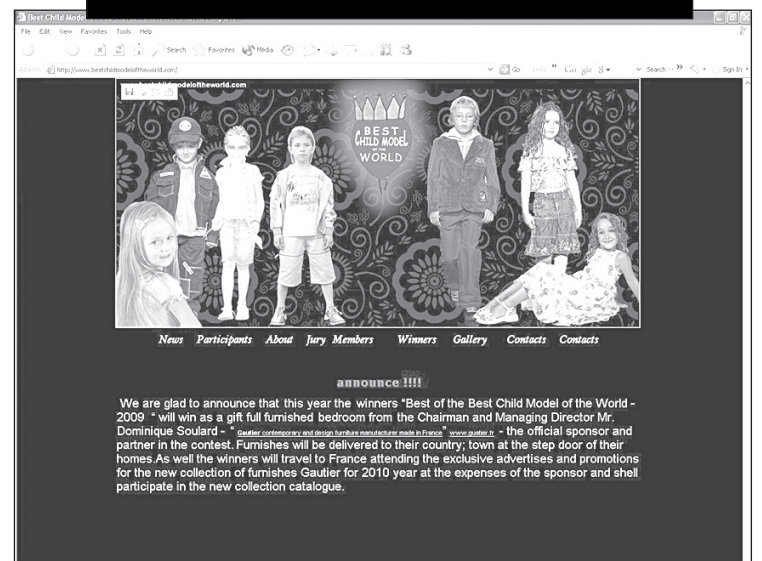 Best Child Model
File Edit View Favorites Tools Help
Search Favorites Media
Address http://www.bestchildmodeloftheworld.com/ Go Google Search Sign In
bestchildmodeloftheworld.com
BEST
CHILD MODEL
OF THE
WORLD
News Participants About Jury Members Winners Gallery Contacts Contacts
announce !!!!
We are glad to announce that this year the winners "Best of the Best Child Model of the World -
2009 " will win as a gift full furnished bedroom from the Chairman and Managing Director Mr.
Dominique Soulard - " Gautier contemporary and design furniture manufacturer made in France" www.guatier.fr - the official sponsor and
partner in the contest. Furnishes will be delivered to their country; town at the step door of their
homes.As well the winners will travel to France attending the exclusive advertises and promotions
for the new collection of furnishes Gautier for 2010 year at the expenses of the sponsor and shell
participate in the new collection catalogue.